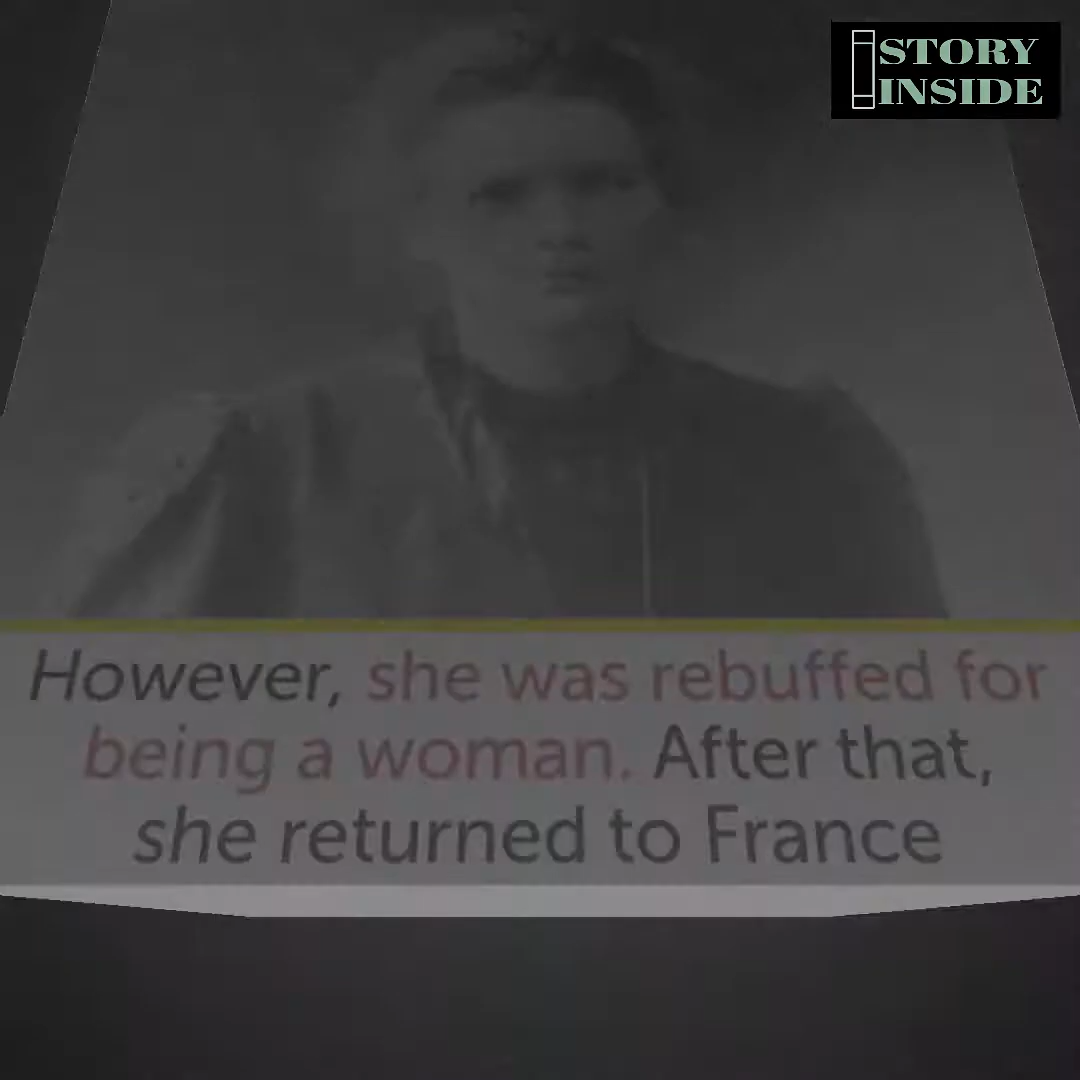 STORY
INSIDE
However, she was rebuffed for
being a woman. After that,
she returned to France